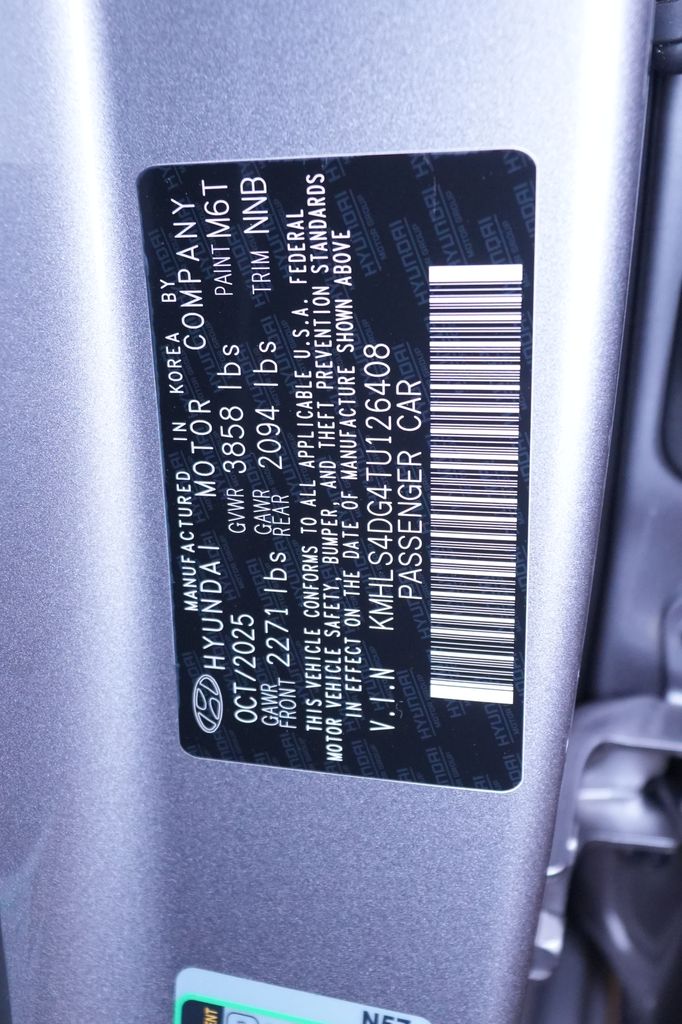 MANUFACTURED IN KOREA BY
HYUNDAI MOTOR COMPANY
OCT/2025 GVWR 3858 lbs PAINT M6T
GAWR FRONT 2271 lbs GAWR REAR 2094 lbs TRIM NNB
THIS VEHICLE CONFORMS TO ALL APPLICABLE U.S.A. FEDERAL
MOTOR VEHICLE SAFETY, BUMPER, AND THEFT PREVENTION STANDARDS
IN EFFECT ON THE DATE OF MANUFACTURE SHOWN ABOVE
V.I.N KMHLS4DG4TU126408
PASSENGER CAR